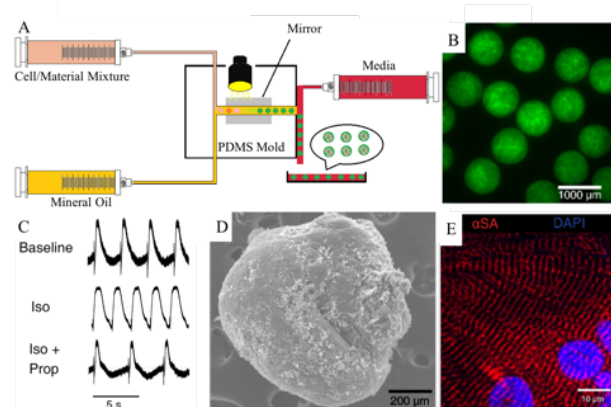 A
Mirror
Cell/Material Mixture
Media
PDMS Mold
Mineral Oil
B
1000 µm
C
Baseline
Iso
Iso +
Prop
5 s
D
200 µm
E
αSA
DAPI
10 µm